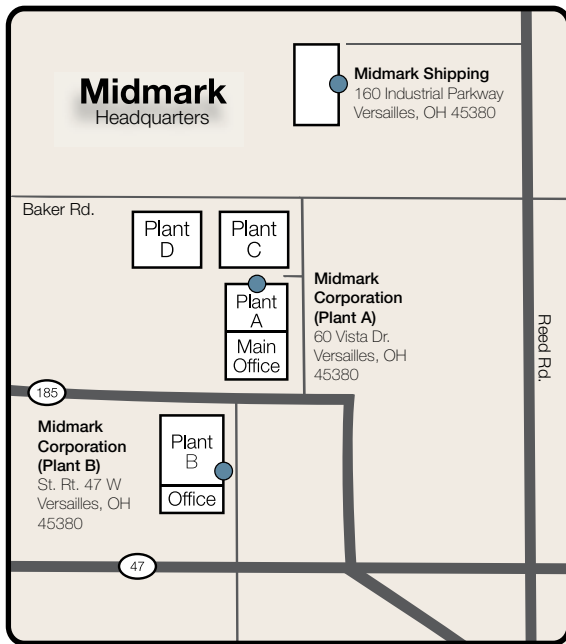 Midmark
Headquarters
Midmark Shipping
160 Industrial Parkway
Versailles, OH 45380
Baker Rd.
Plant
D
Plant
C
Plant
A
Main
Office
Midmark
Corporation
(Plant A)
60 Vista Dr.
Versailles, OH
45380
Reed Rd.
185
Midmark
Corporation
(Plant B)
St. Rt. 47 W
Versailles, OH
45380
Plant
B
Office
47